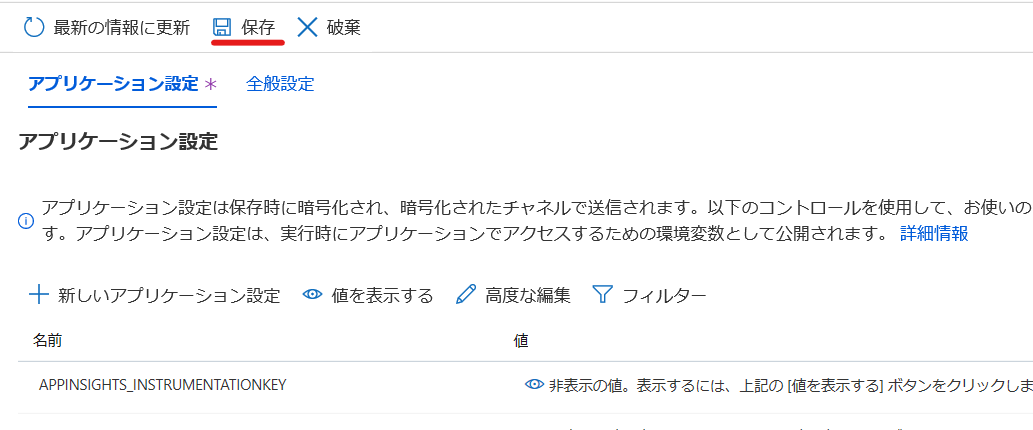 最新の情報に更新 保存 破棄
アプリケーション設定 * 全般設定
アプリケーション設定
アプリケーション設定は保存時に暗号化され、暗号化されたチャネルで送信されます。以下のコントロールを使用して、お使いの
す。アプリケーション設定は、実行時にアプリケーションでアクセスするための環境変数として公開されます。 詳細情報
新しいアプリケーション設定 値を表示する 高度な編集 フィルター
名前 値
APPINSIGHTS_INSTRUMENTATIONKEY 非表示の値。表示するには、上記の [値を表示する] ボタンをクリックしま